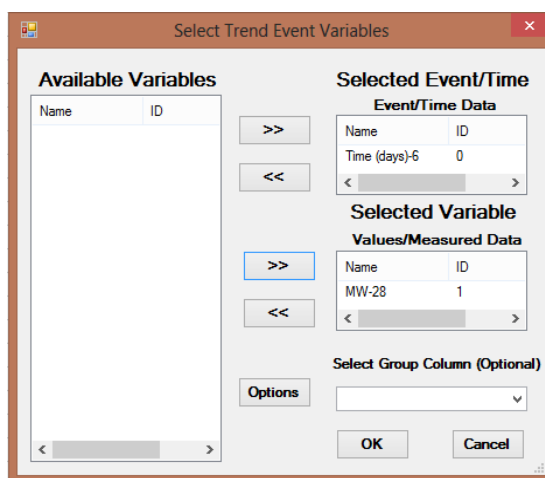 Select Trend Event Variables
Available Variables
Name ID
Selected Event/Time
Event/Time Data
>>
Name ID
Time (days)-6 0
<<
Selected Variable
Values/Measured Data
>>
Name ID
MW-28 1
<<
Select Group Column (Optional)
Options
OK Cancel